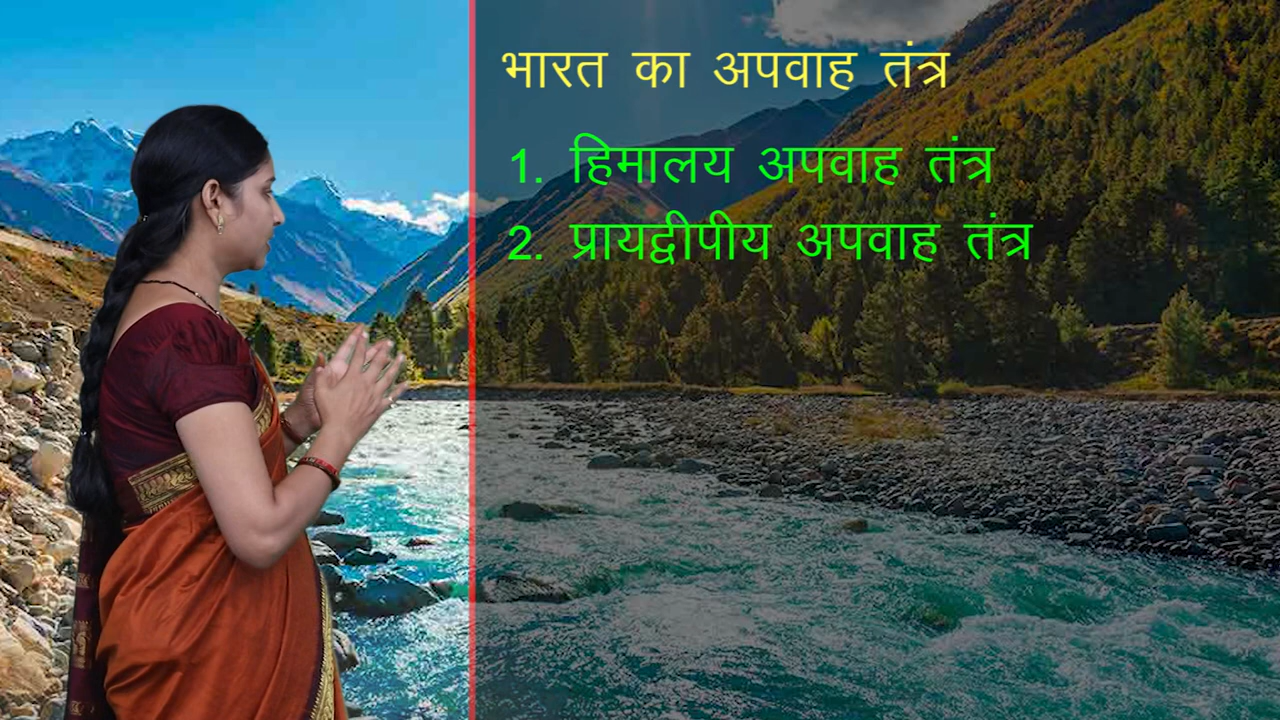 भारत का अपवाह तंत्र
1. हिमालय अपवाह तंत्र
2. प्रायद्वीपीय अपवाह तंत्र